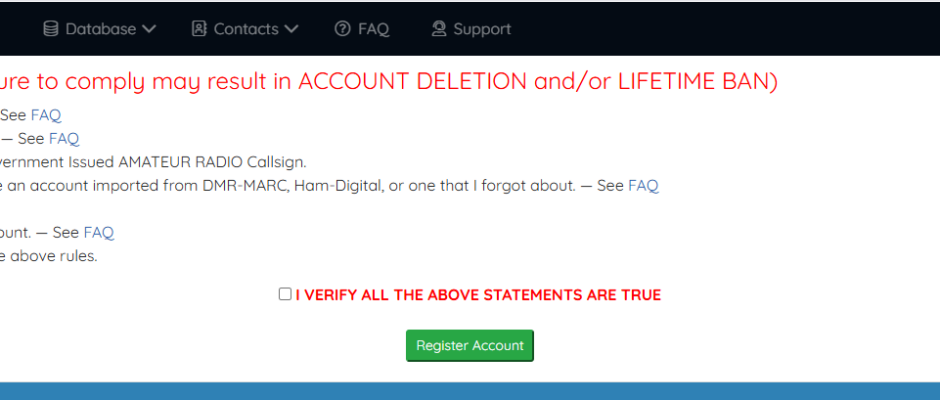 Database Contacts FAQ Support
ure to comply may result in ACCOUNT DELETION and/or LIFETIME BAN)
See FAQ
— See FAQ
vernment Issued AMATEUR RADIO Callsign.
e an account imported from DMR-MARC, Ham-Digital, or one that I forgot about. — See FAQ
ount. — See FAQ
e above rules.
I VERIFY ALL THE ABOVE STATEMENTS ARE TRUE
Register Account